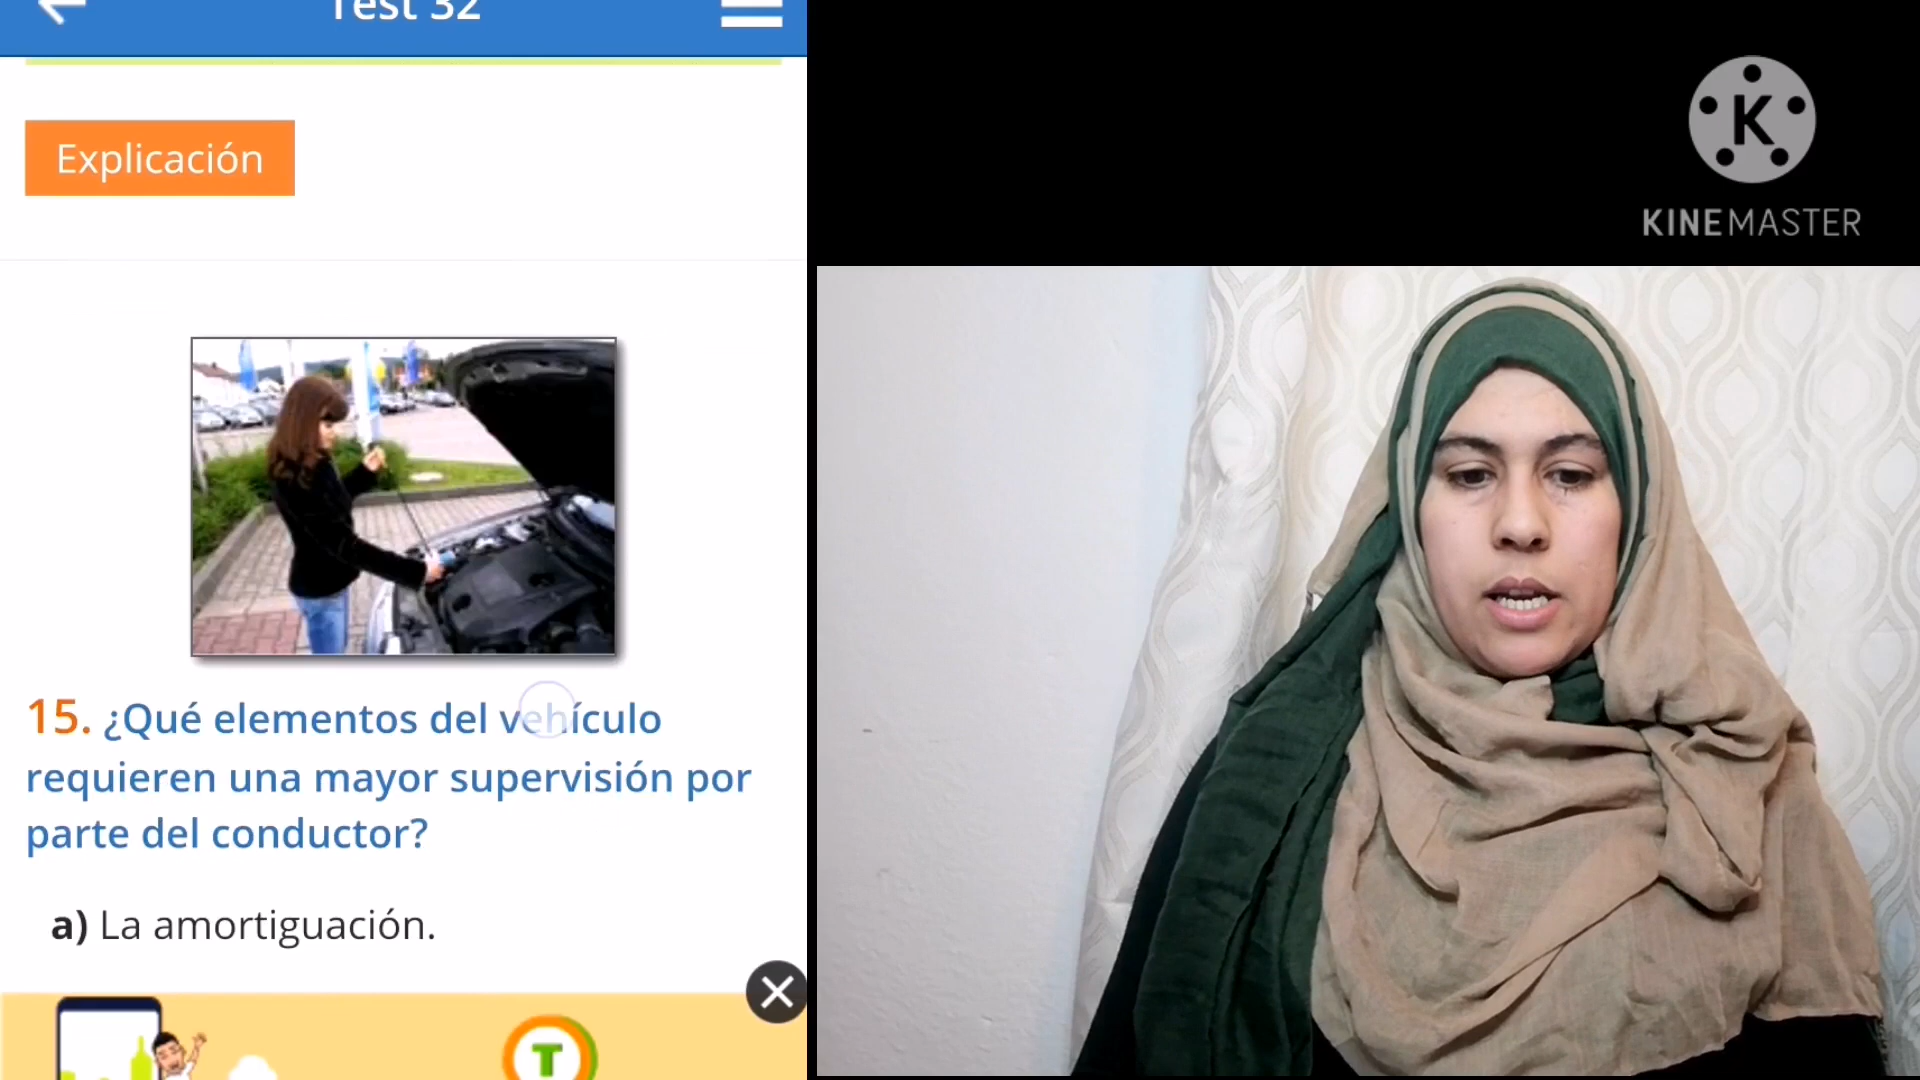 Test 32
Explicación
15. ¿Qué elementos del vehículo
requieren una mayor supervisión por
parte del conductor?
a) La amortiguación.
T
K
KINEMASTER